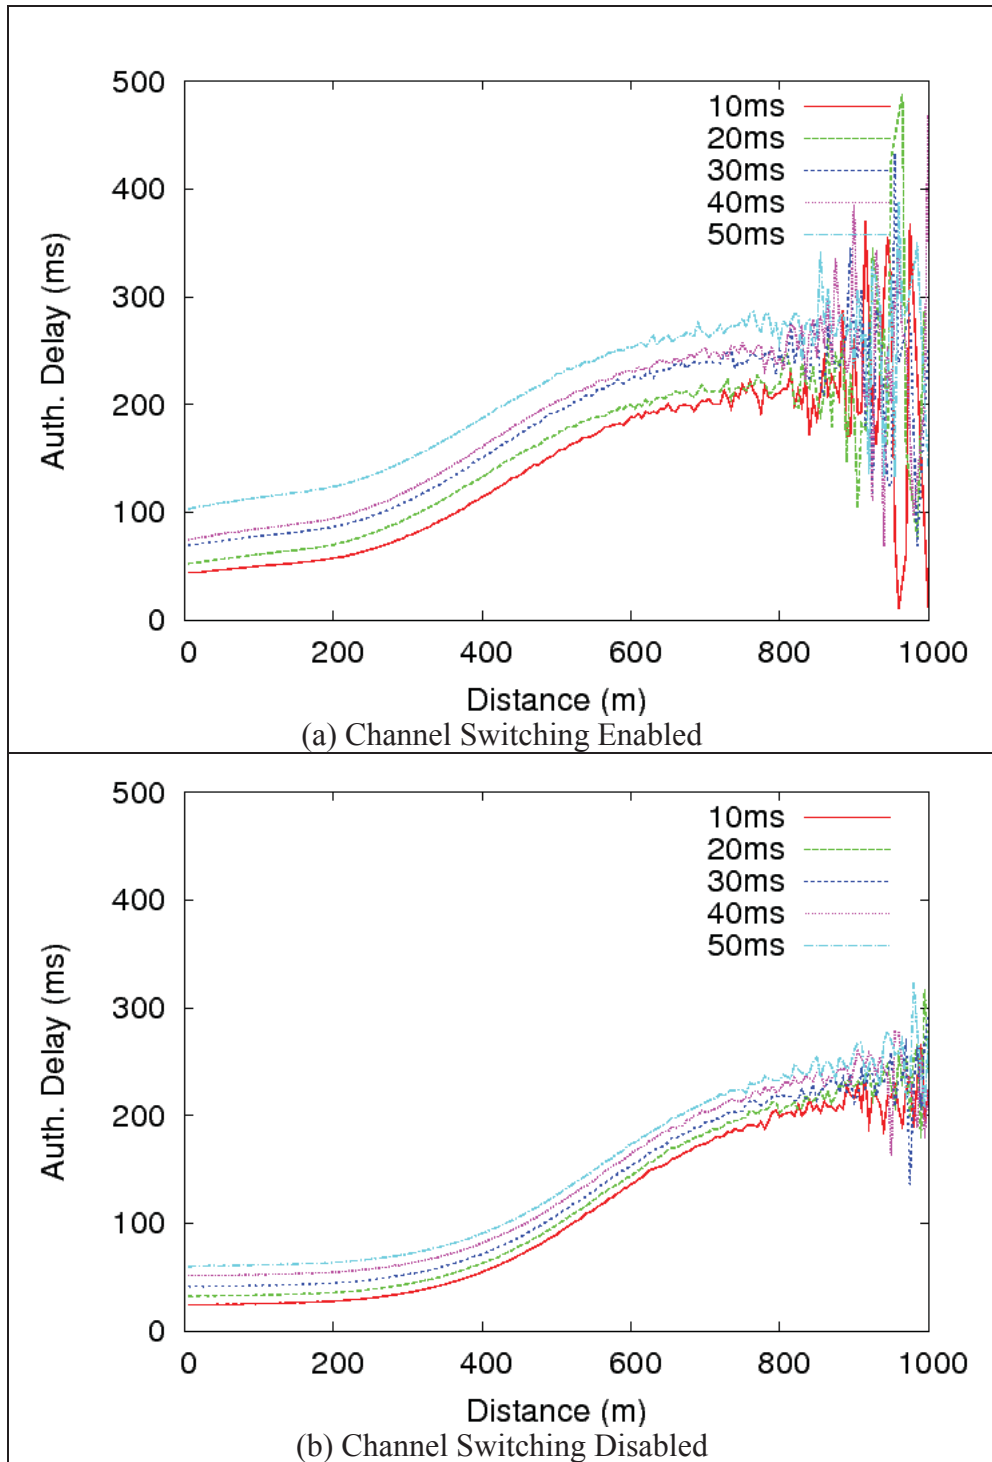 500
400
300
200
100
0
Auth. Delay (ms)
10ms
20ms
30ms
40ms
50ms
0 200 400 600 800 1000
Distance (m)
(a) Channel Switching Enabled
500
400
300
200
100
0
Auth. Delay (ms)
10ms
20ms
30ms
40ms
50ms
0 200 400 600 800 1000
Distance (m)
(b) Channel Switching Disabled